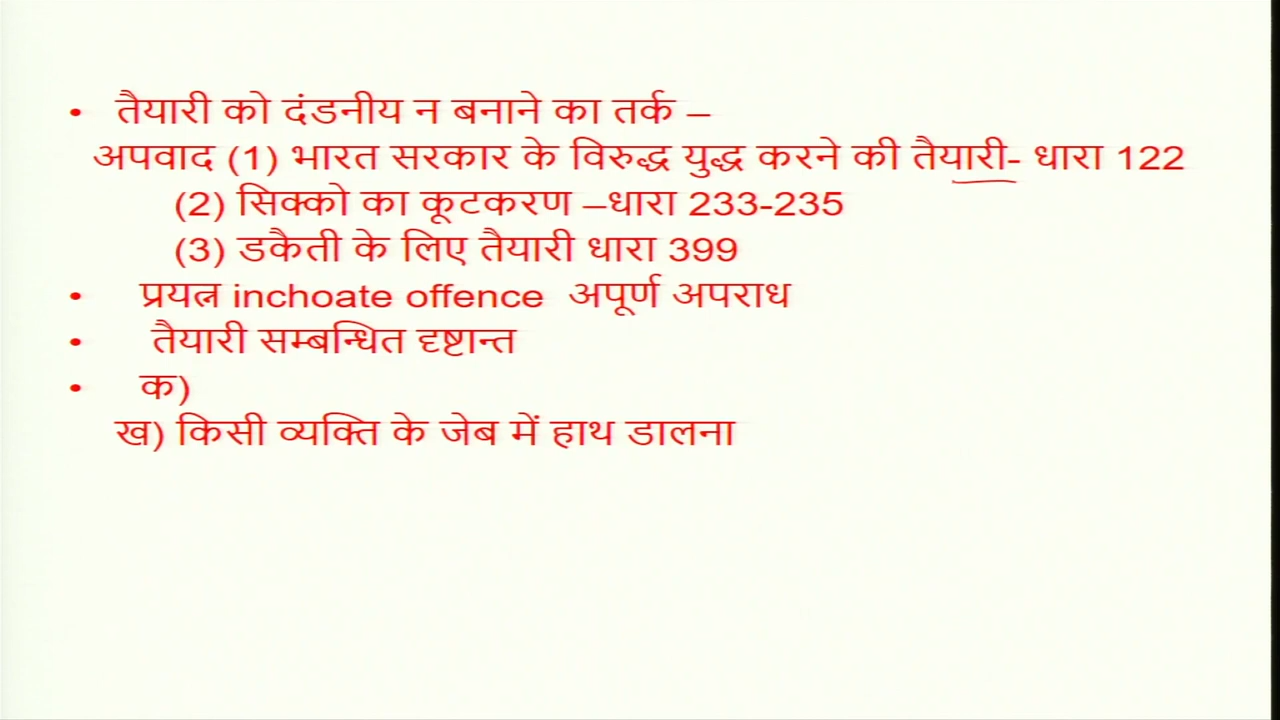 • तैयारी को दंडनीय न बनाने का तर्क –
अपवाद (1) भारत सरकार के विरुद्ध युद्ध करने की तैयारी- धारा 122
(2) सिक्को का कूटकरण –धारा 233-235
(3) डकैती के लिए तैयारी धारा 399
• प्रयत्न inchoate offence अपूर्ण अपराध
• तैयारी सम्बन्धित दृष्टान्त
• क)
ख) किसी व्यक्ति के जेब में हाथ डालना